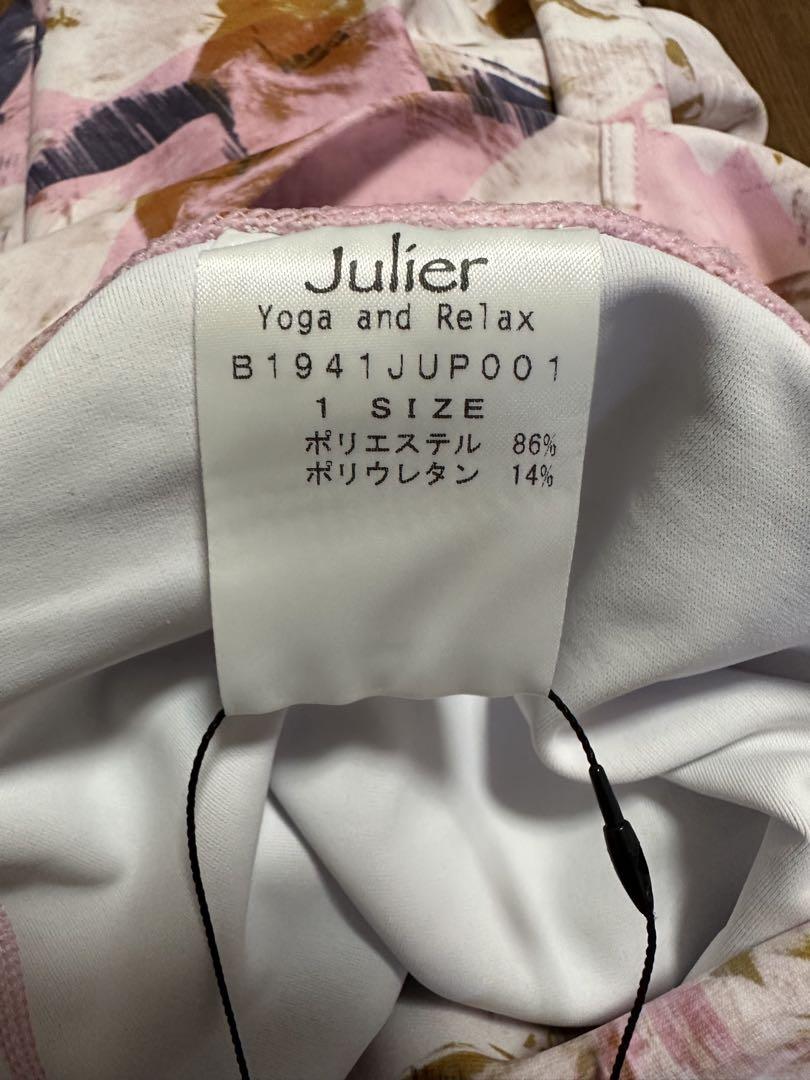 Julier
Yoga and Relax
B1941JUP001
1 SIZE
ポリエステル 86%
ポリウレタン 14%